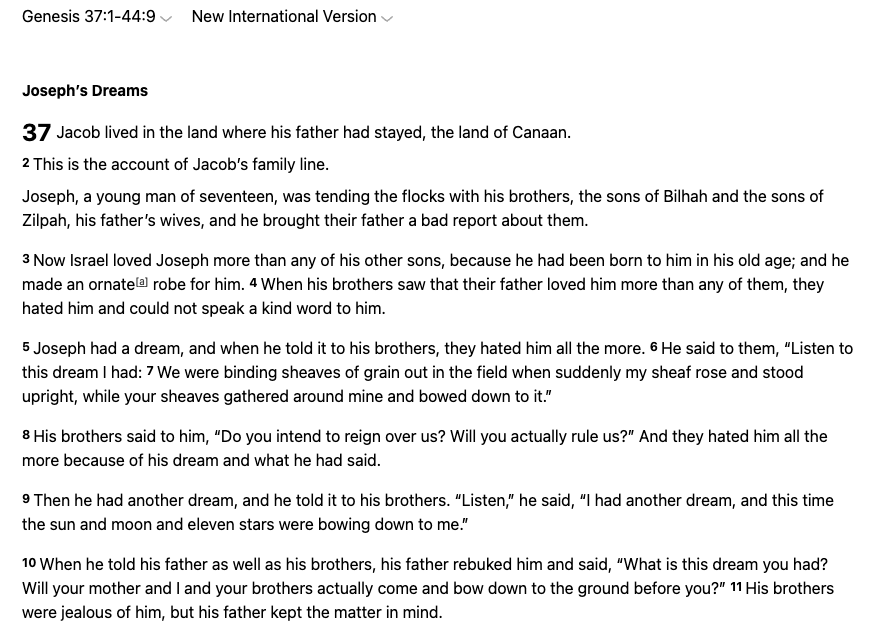 Genesis 37:1-44:9 New International Version
Joseph’s Dreams
37 Jacob lived in the land where his father had stayed, the land of Canaan.
2 This is the account of Jacob’s family line.
Joseph, a young man of seventeen, was tending the flocks with his brothers, the sons of Bilhah and the sons of
Zilpah, his father’s wives, and he brought their father a bad report about them.
3 Now Israel loved Joseph more than any of his other sons, because he had been born to him in his old age; and he
made an ornate[a] robe for him. 4 When his brothers saw that their father loved him more than any of them, they
hated him and could not speak a kind word to him.
5 Joseph had a dream, and when he told it to his brothers, they hated him all the more. 6 He said to them, “Listen to
this dream I had: 7 We were binding sheaves of grain out in the field when suddenly my sheaf rose and stood
upright, while your sheaves gathered around mine and bowed down to it.”
8 His brothers said to him, “Do you intend to reign over us? Will you actually rule us?” And they hated him all the
more because of his dream and what he had said.
9 Then he had another dream, and he told it to his brothers. “Listen,” he said, “I had another dream, and this time
the sun and moon and eleven stars were bowing down to me.”
10 When he told his father as well as his brothers, his father rebuked him and said, “What is this dream you had?
Will your mother and I and your brothers actually come and bow down to the ground before you?” 11 His brothers
were jealous of him, but his father kept the matter in mind.